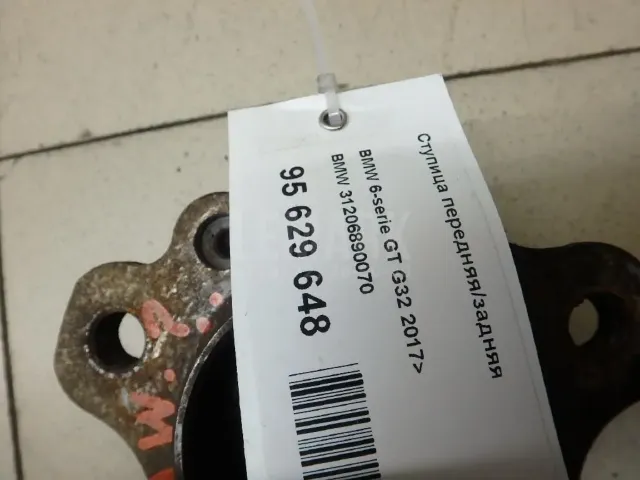 Ступица передняя/задняя
BMW 6-serie GT G32 2017>
BMW 31206890070
95 629 648